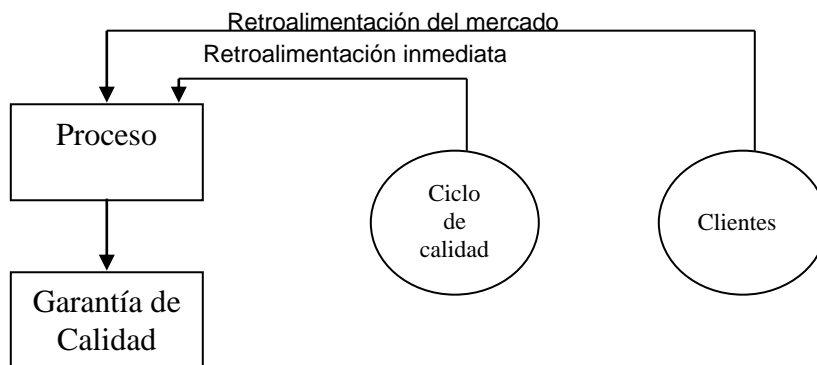 Retroalimentación del mercado
Retroalimentación inmediata
Proceso
Ciclo
de
calidad
Clientes
Garantía de
Calidad